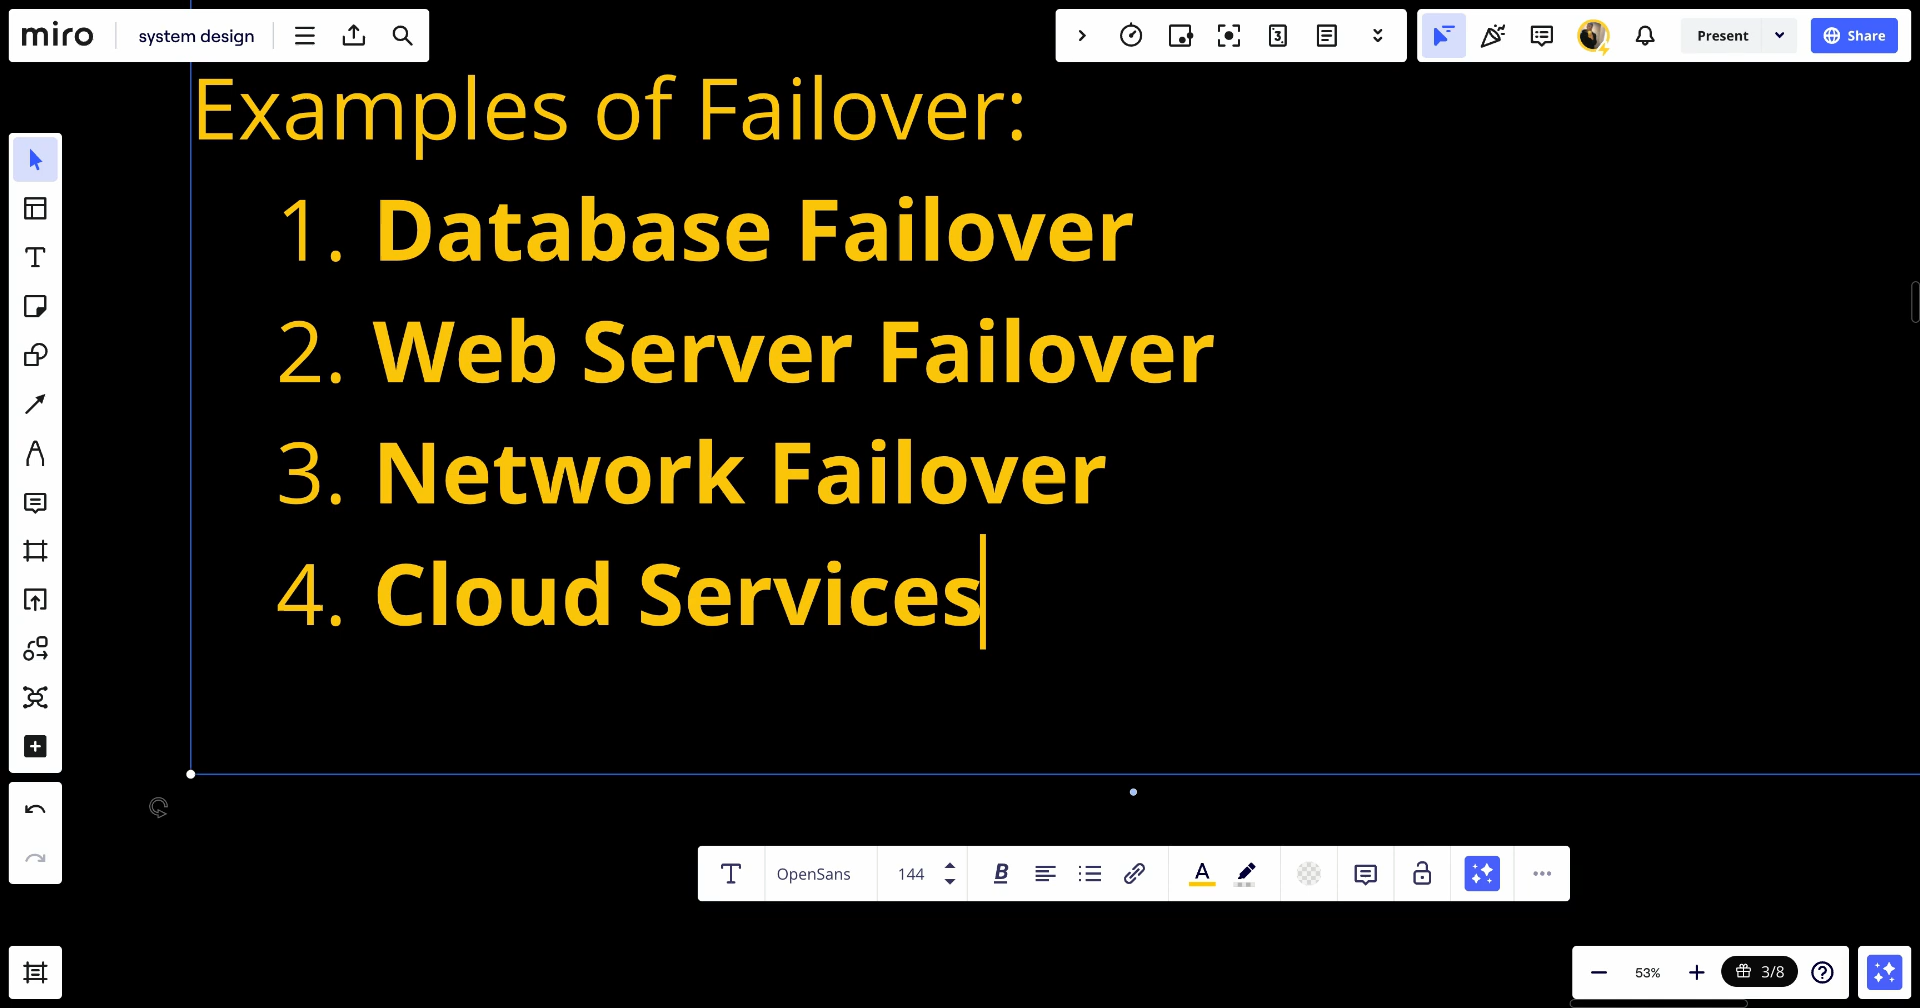 miro
system design
Present
Share
Examples of Failover:
1. Database Failover
2. Web Server Failover
3. Network Failover
4. Cloud Services
OpenSans
144
B
A
53%
3/8